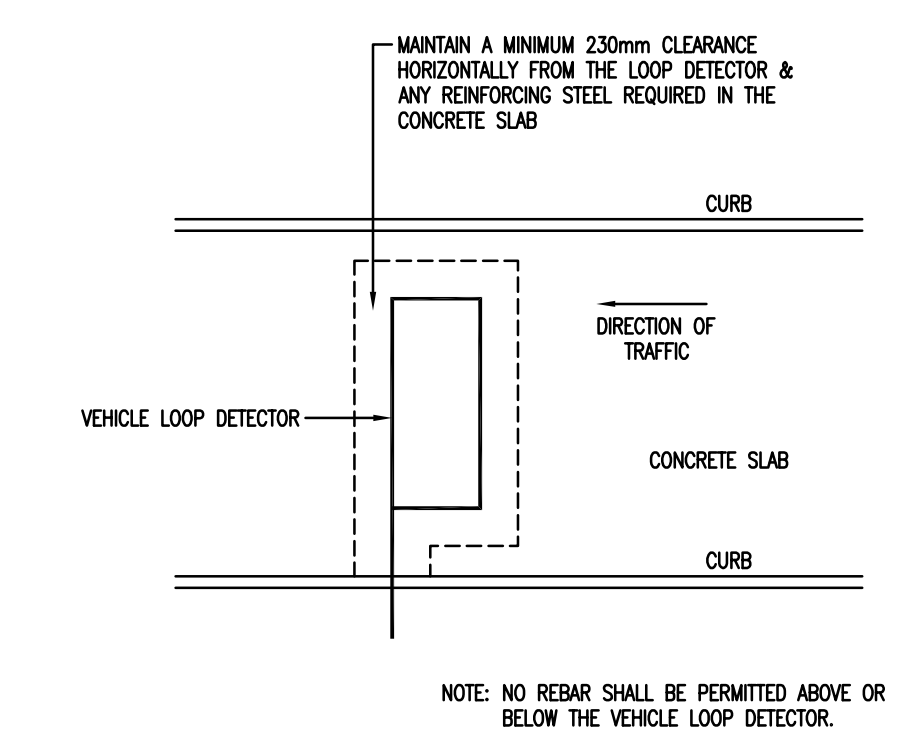 MAINTAIN A MINIMUM 230mm CLEARANCE
HORIZONTALLY FROM THE LOOP DETECTOR &
ANY REINFORCING STEEL REQUIRED IN THE
CONCRETE SLAB
CURB
DIRECTION OF
TRAFFIC
VEHICLE LOOP DETECTOR
CONCRETE SLAB
CURB
NOTE: NO REBAR SHALL BE PERMITTED ABOVE OR
BELOW THE VEHICLE LOOP DETECTOR.